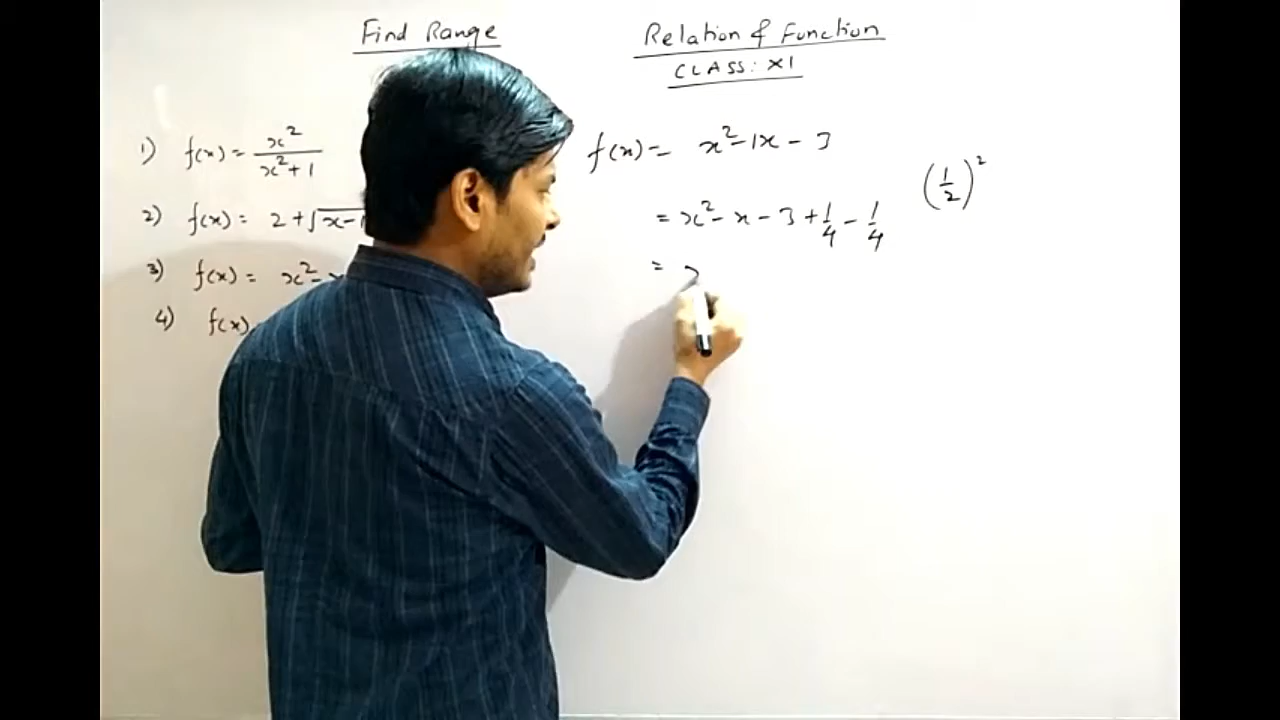 Find Range
1) f(x) = x²/(x²+1)
2) f(x) = 2 + √x-1
3) f(x) = x² - x
4) f(x)
Relation & Function
CLASS: XI
f(x) = x² - 1x - 3
= x² - x - 3 + 1/4 - 1/4
(1/2)²
=